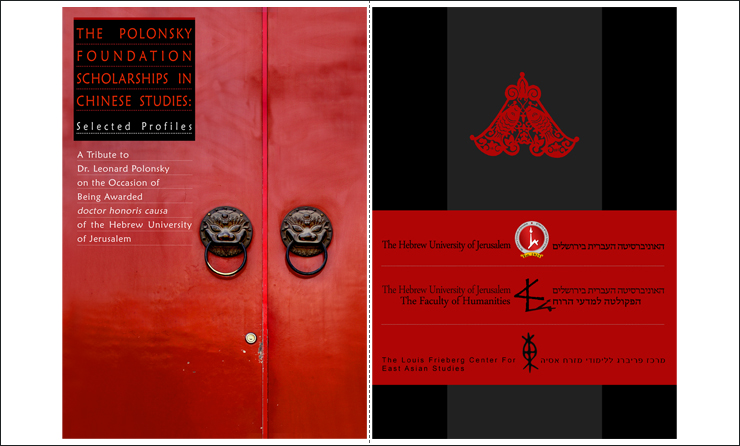 THE POLONSKY
FOUNDATION
SCHOLARSHIPS IN
CHINESE STUDIES:
Selected Profiles
A Tribute to
Dr. Leonard Polonsky
on the Occasion of
Being Awarded
doctor honoris causa
of the Hebrew University
of Jerusalem
The Hebrew University of Jerusalem האוניברסיטה העברית בירושלים
The Hebrew University of Jerusalem האוניברסיטה העברית בירושלים
The Faculty of Humanities הפקולטה למדעי הרוח
The Louis Frieberg Center For מרכז פרייברג ללימודי מזרח אסיה
East Asian Studies